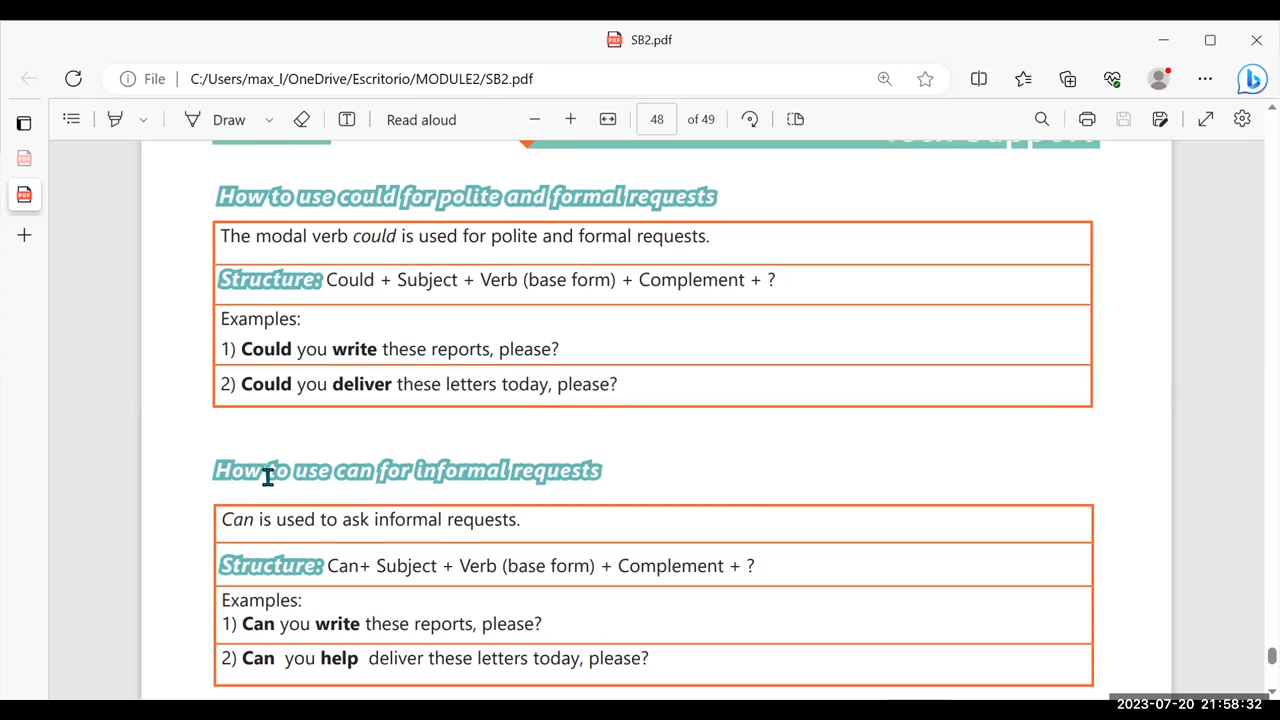 SB2.pdf
File
C:/Users/max_l/OneDrive/Escritorio/MODULE2/SB2.pdf
Draw
Read aloud
48
of 49
Tech Support
How to use could for polite and formal requests
The modal verb could is used for polite and formal requests.
Structure: Could + Subject + Verb (base form) + Complement + ?
Examples:
1) Could you write these reports, please?
2) Could you deliver these letters today, please?
How to use can for informal requests
Can is used to ask informal requests.
Structure: Can+ Subject + Verb (base form) + Complement + ?
Examples:
1) Can you write these reports, please?
2) Can you help deliver these letters today, please?
2023-07-20 21:58:32